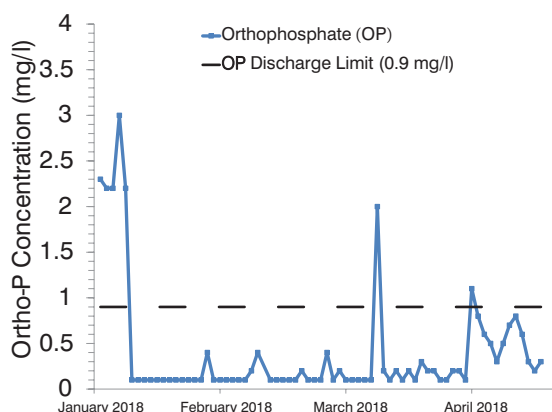 4
3.5
3
2.5
2
1.5
1
0.5
0
Ortho-P Concentration (mg/l)
Orthophosphate (OP)
OP Discharge Limit (0.9 mg/l)
January 2018 February 2018 March 2018 April 2018